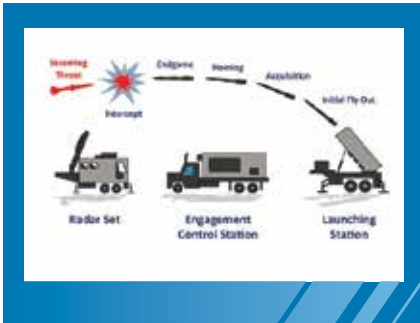 Incoming
Threat
Endgame
Homing
Acquisition
Initial Fly Out
Intercept
Radar Set
Engagement
Control Station
Launching
Station